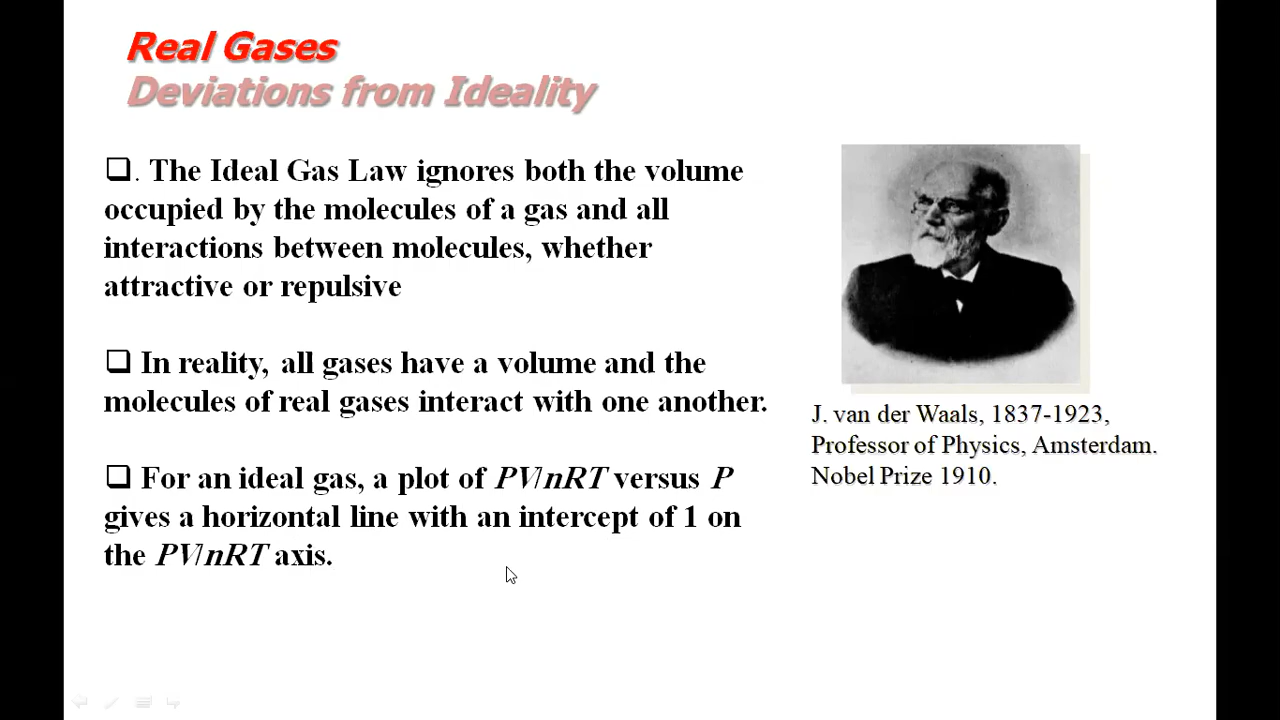 Real Gases
Deviations from Ideality
❑. The Ideal Gas Law ignores both the volume
occupied by the molecules of a gas and all
interactions between molecules, whether
attractive or repulsive
❑ In reality, all gases have a volume and the
molecules of real gases interact with one another.
❑ For an ideal gas, a plot of PV/nRT versus P
gives a horizontal line with an intercept of 1 on
the PV/nRT axis.
J. van der Waals, 1837-1923,
Professor of Physics, Amsterdam.
Nobel Prize 1910.